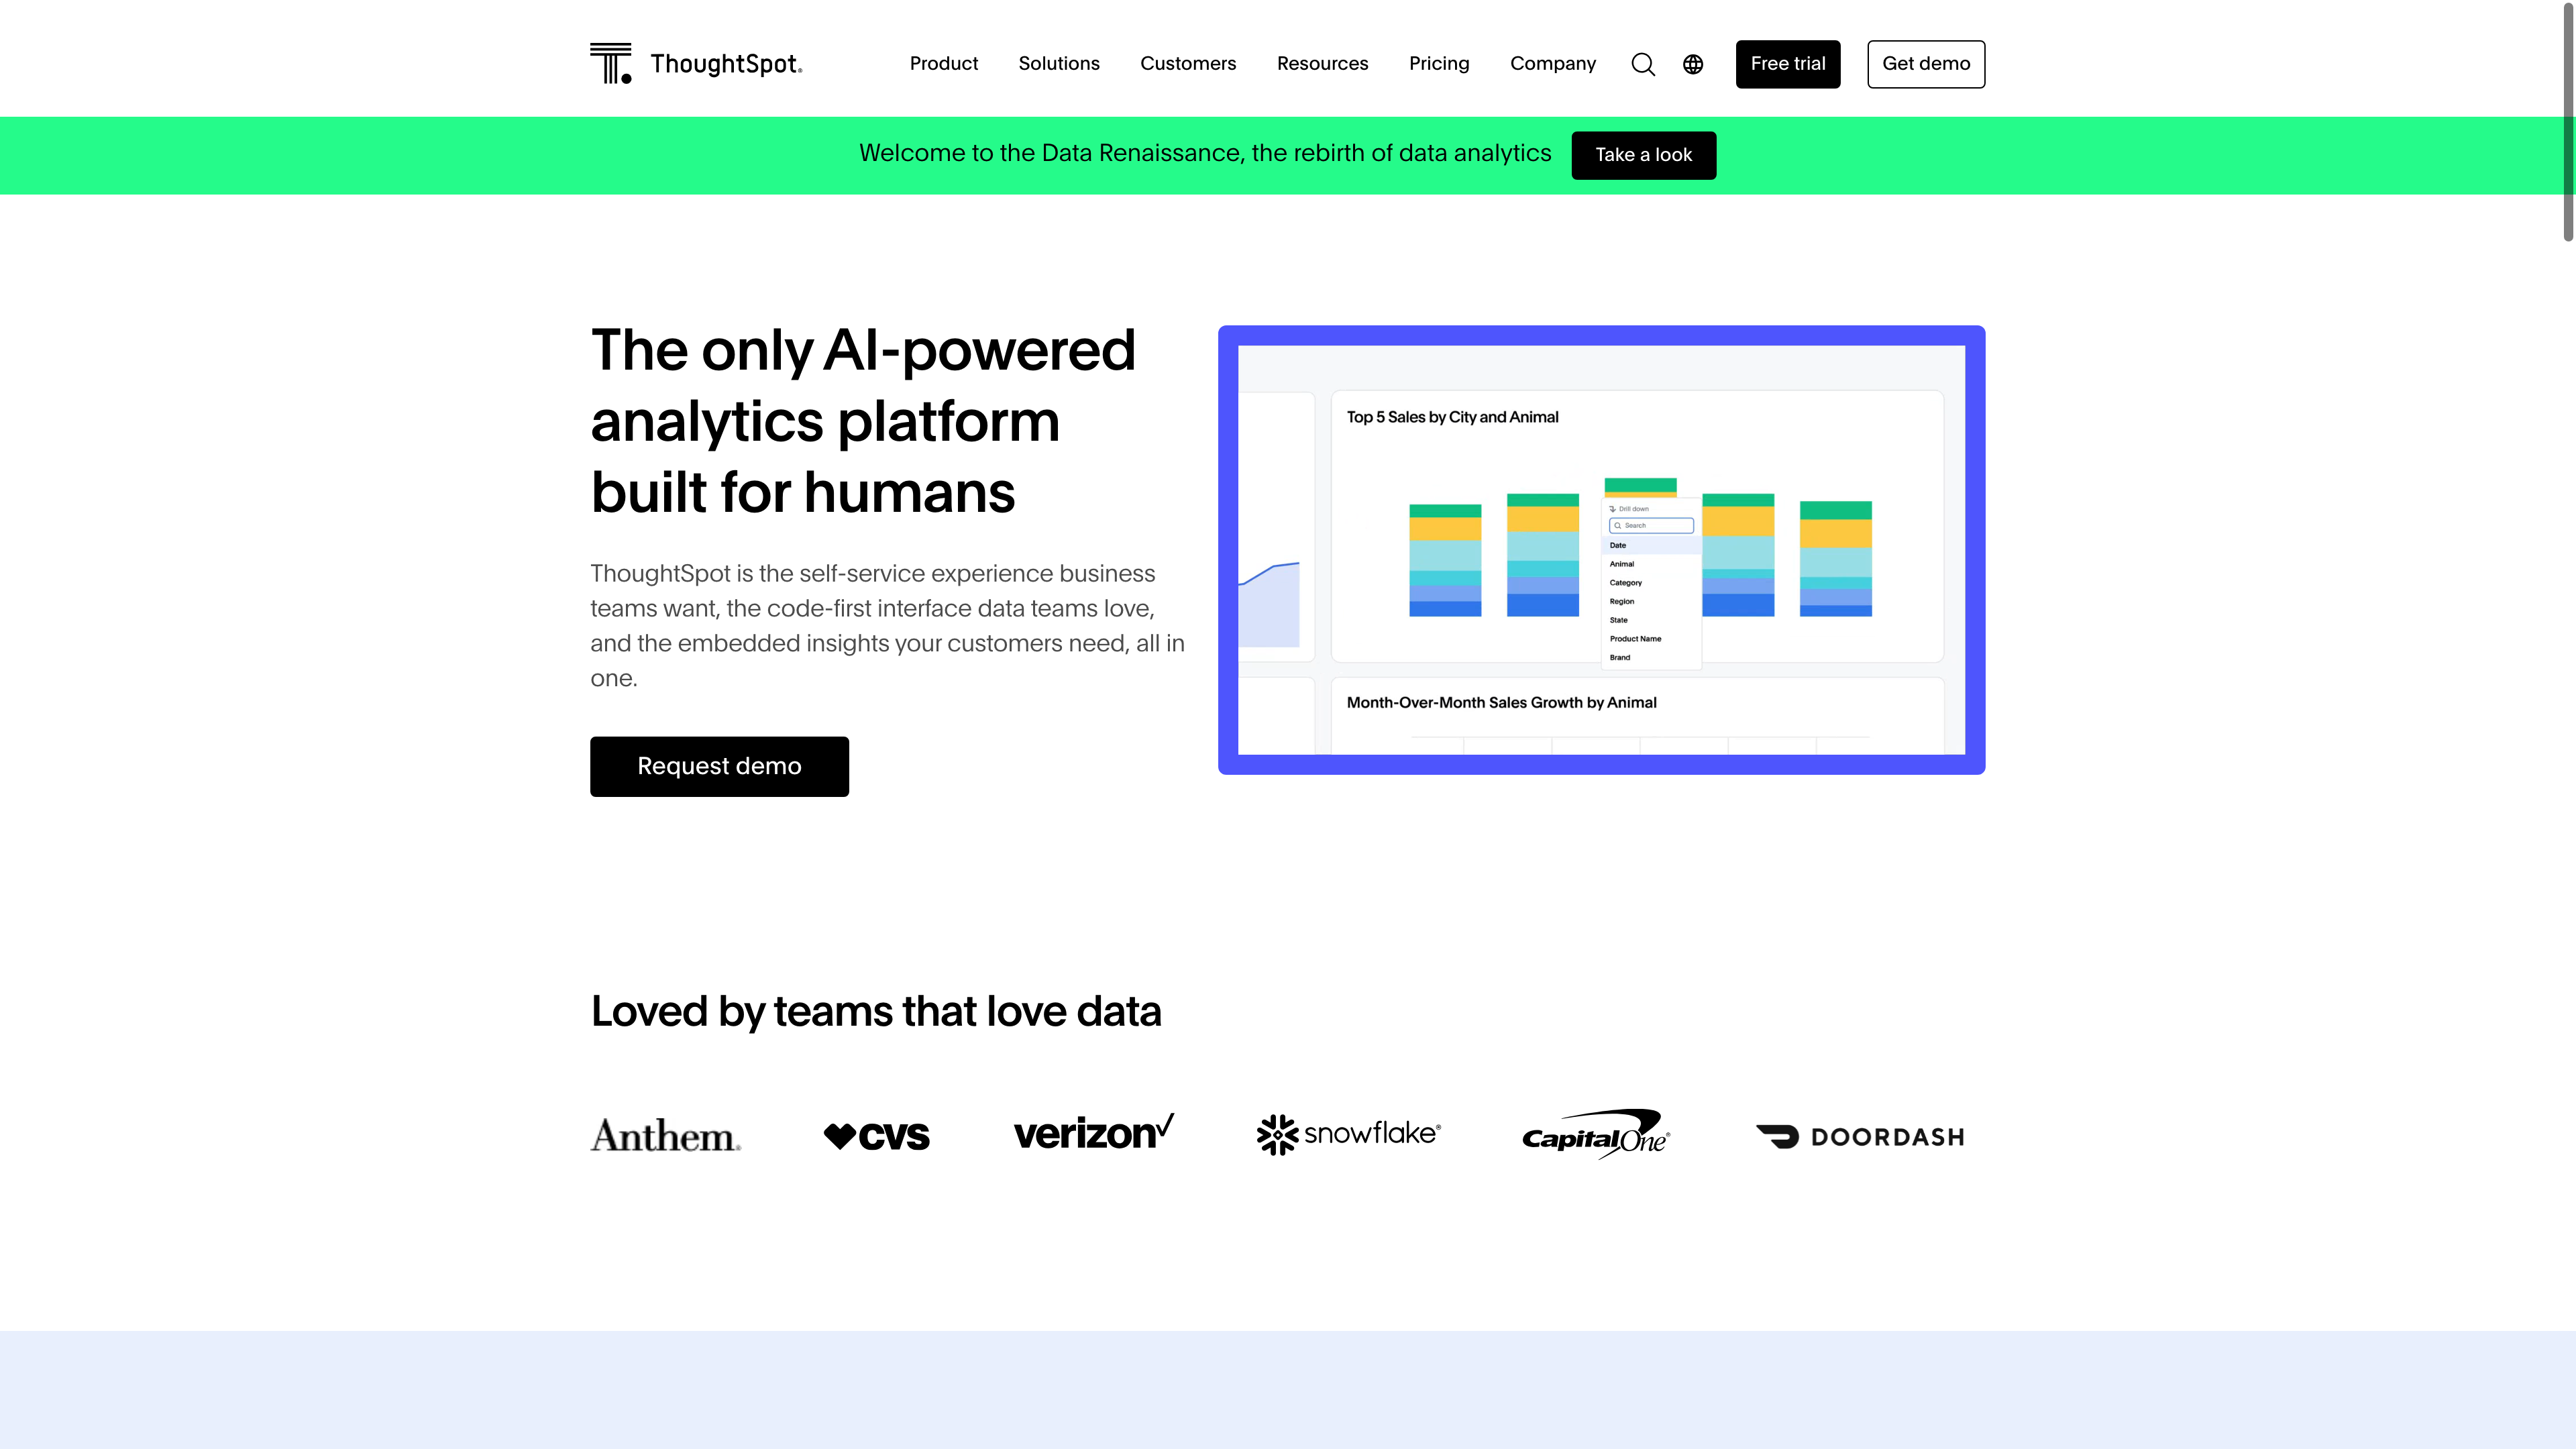 ThoughtSpot®
Product Solutions Customers Resources Pricing Company Free trial Get demo
Welcome to the Data Renaissance, the rebirth of data analytics Take a look
The only AI-powered
analytics platform
built for humans
ThoughtSpot is the self-service experience business
teams want, the code-first interface data teams love,
and the embedded insights your customers need, all in
one.
Request demo
Top 5 Sales by City and Animal
Drill down
Search
Date
Animal
Category
Region
State
Product Name
Brand
Month-Over-Month Sales Growth by Animal
Loved by teams that love data
Anthem® ♥CVS verizon✓ snowflake® CapitalOne® DOORDASH